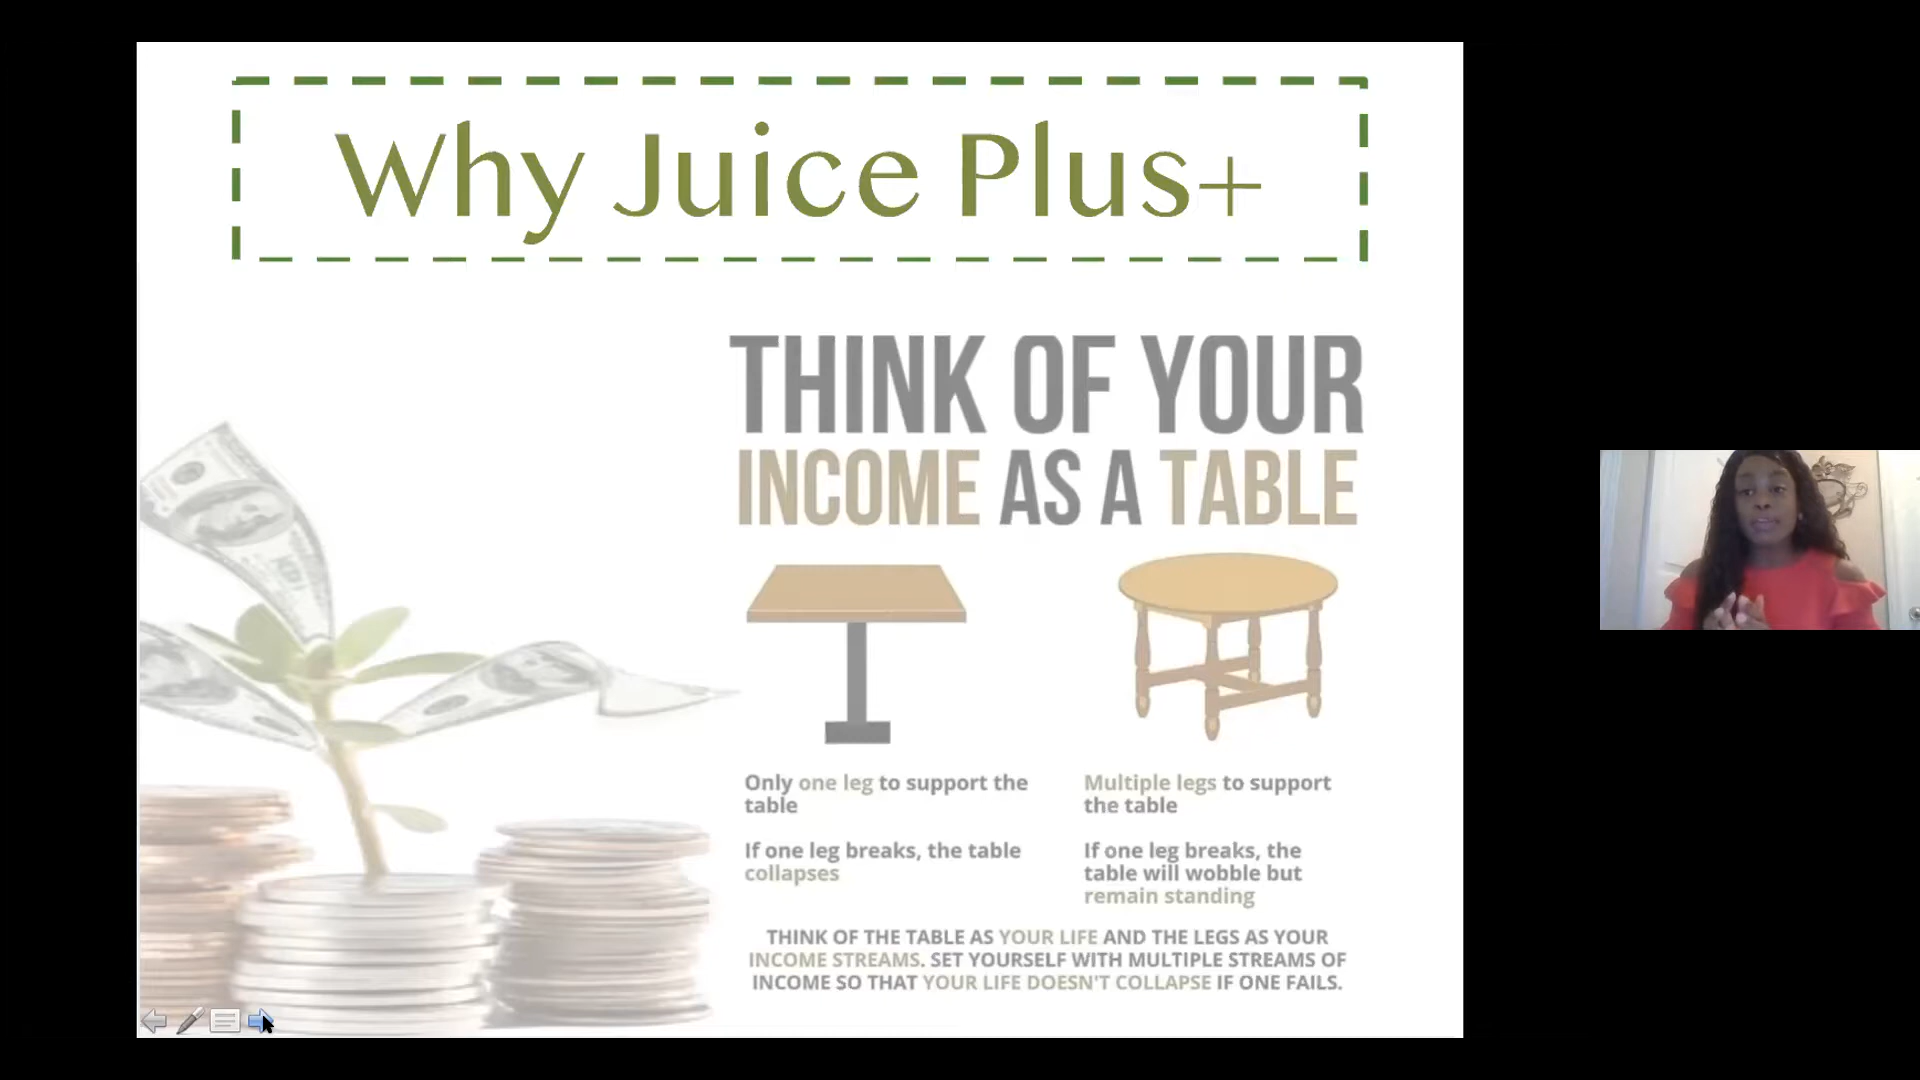 Why Juice Plus+
THINK OF YOUR
INCOME AS A TABLE
Only one leg to support the
table
If one leg breaks, the table
collapses
Multiple legs to support
the table
If one leg breaks, the
table will wobble but
remain standing
THINK OF THE TABLE AS YOUR LIFE AND THE LEGS AS YOUR
INCOME STREAMS. SET YOURSELF WITH MULTIPLE STREAMS OF
INCOME SO THAT YOUR LIFE DOESN'T COLLAPSE IF ONE FAILS.